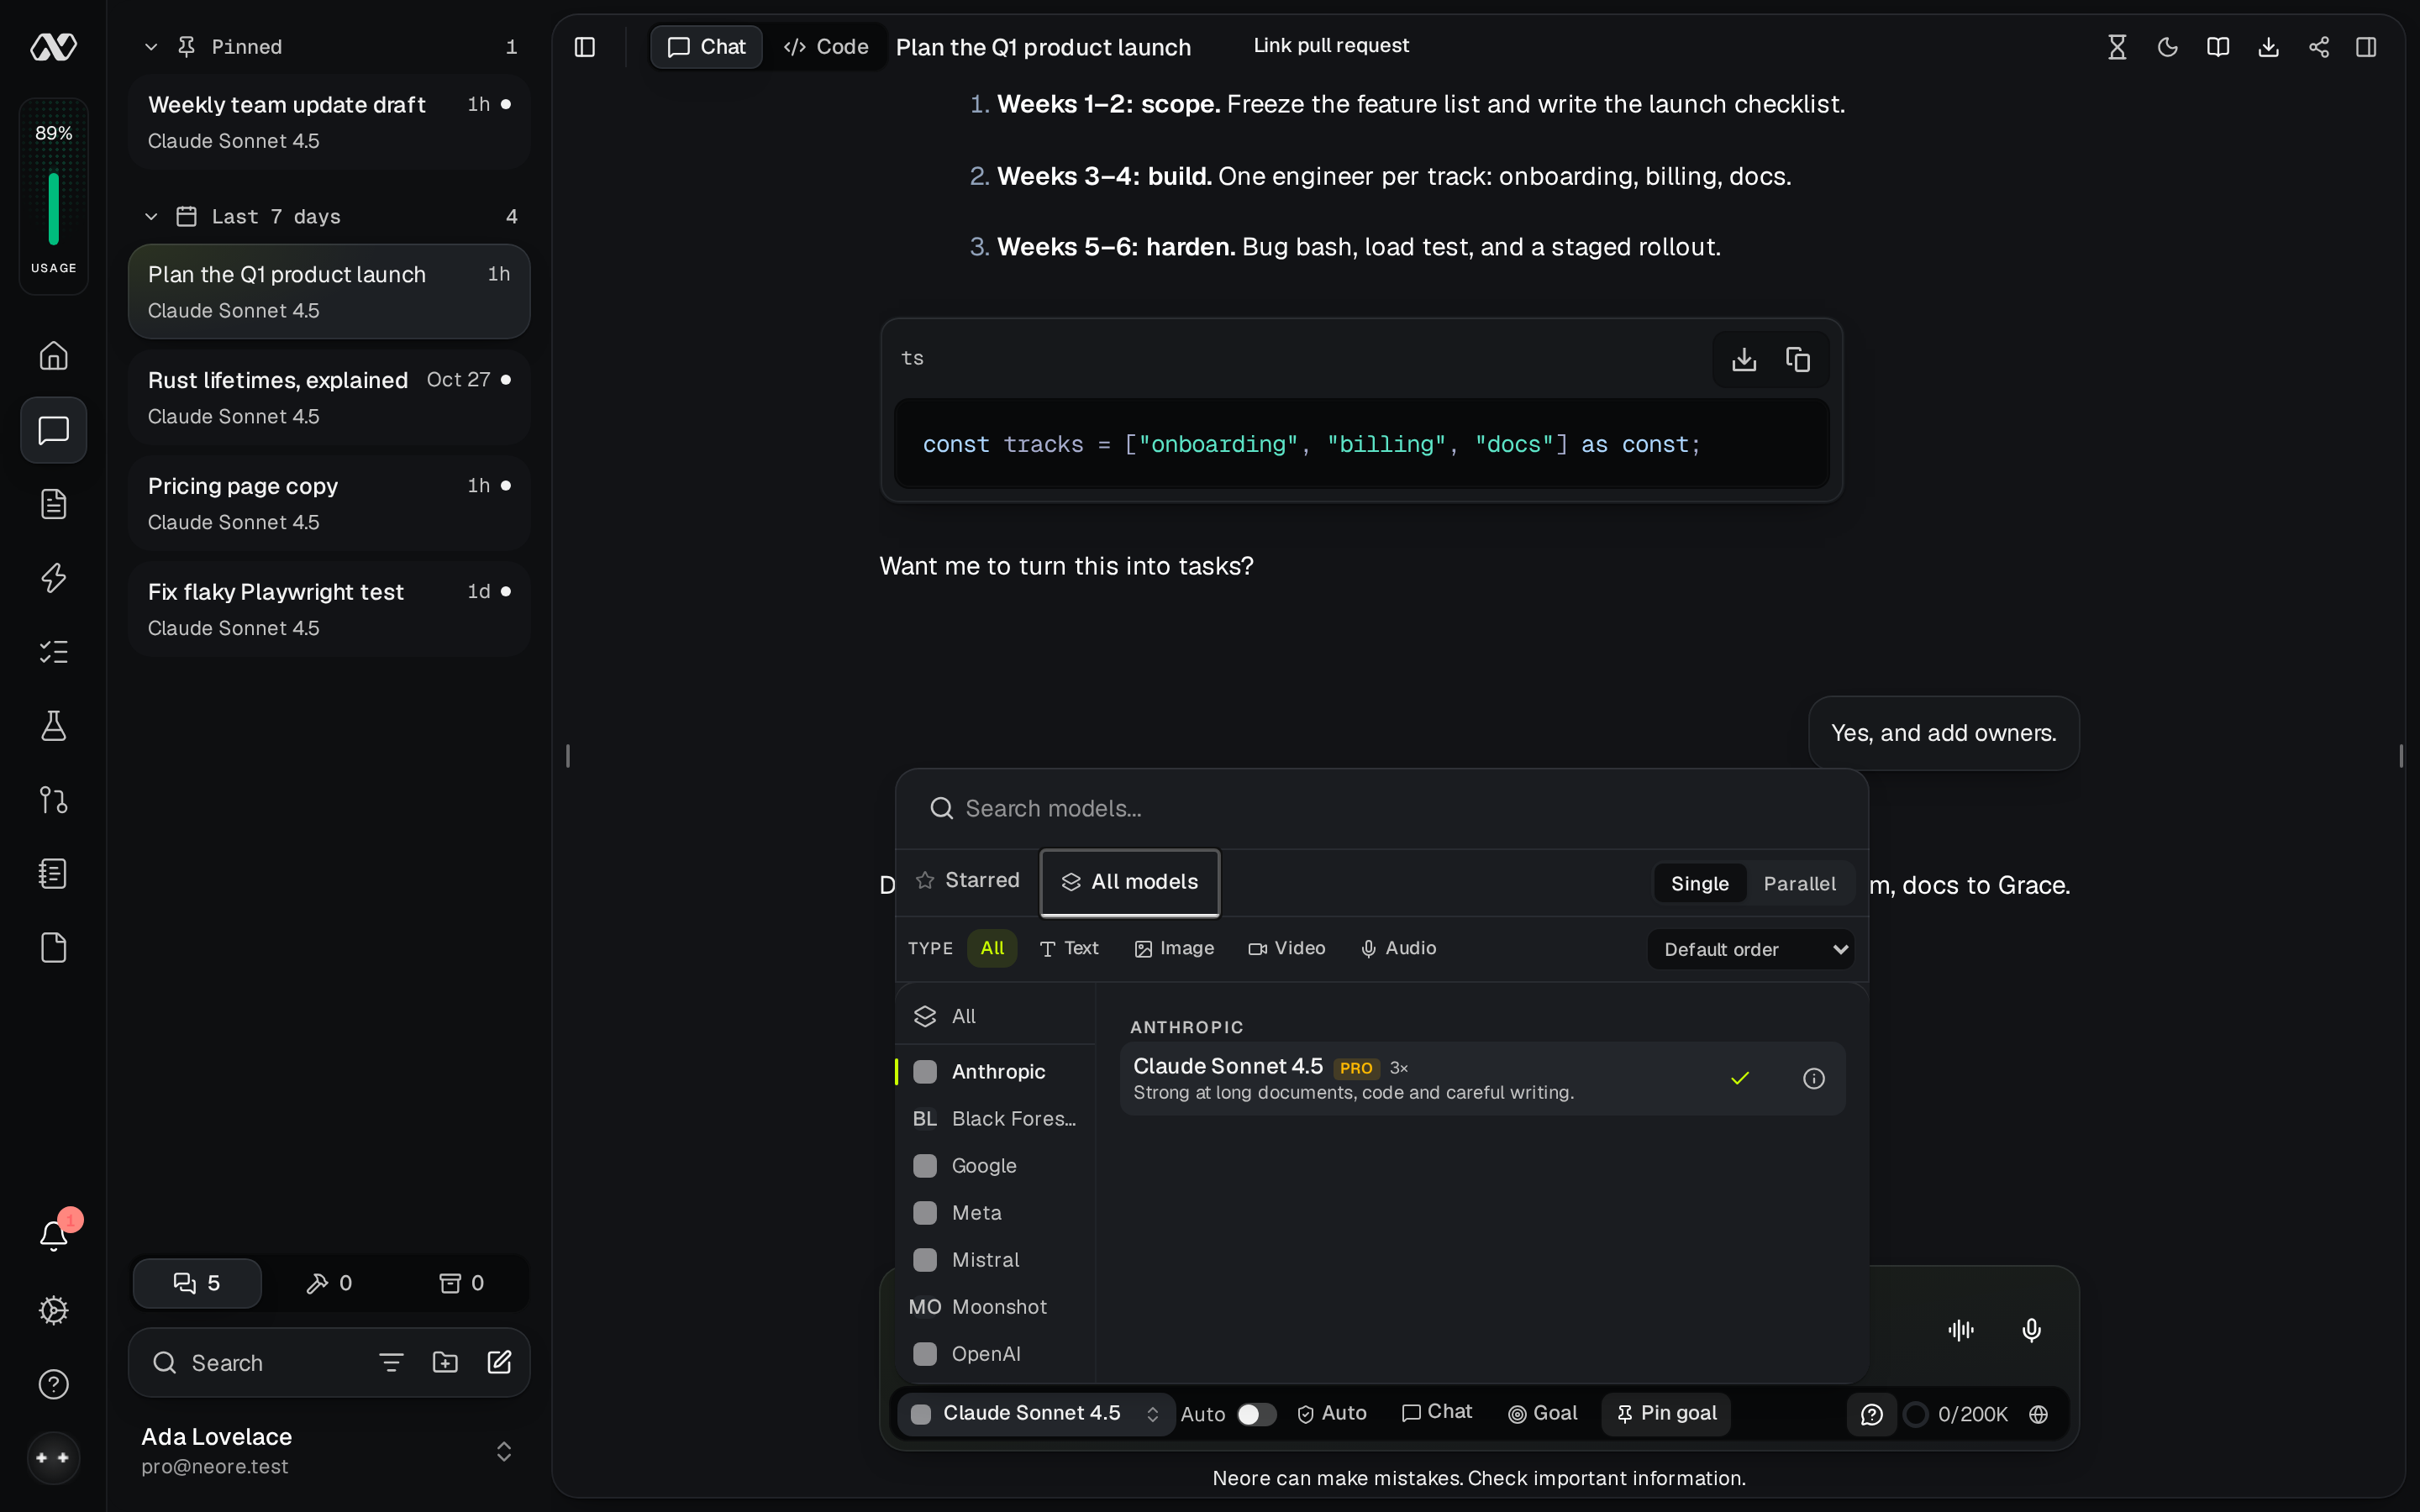 89%
USAGE
Pinned 1
Weekly team update draft 1h
Claude Sonnet 4.5
Last 7 days 4
Plan the Q1 product launch 1h
Claude Sonnet 4.5
Rust lifetimes, explained Oct 27
Claude Sonnet 4.5
Pricing page copy 1h
Claude Sonnet 4.5
Fix flaky Playwright test 1d
Claude Sonnet 4.5
1
5 0 0
Search
Ada Lovelace
pro@neore.test
Chat Code Plan the Q1 product launch Link pull request
1. Weeks 1–2: scope. Freeze the feature list and write the launch checklist.
2. Weeks 3–4: build. One engineer per track: onboarding, billing, docs.
3. Weeks 5–6: harden. Bug bash, load test, and a staged rollout.
ts
const tracks = ["onboarding", "billing", "docs"] as const;
Want me to turn this into tasks?
Yes, and add owners.
Search models...
D
Starred All models Single Parallel
m, docs to Grace.
TYPE All Text Image Video Audio Default order
All
Anthropic
BL Black Fores...
Google
Meta
Mistral
MO Moonshot
OpenAI
ANTHROPIC
Claude Sonnet 4.5 PRO 3×
Strong at long documents, code and careful writing.
Claude Sonnet 4.5 Auto Auto Chat Goal Pin goal 0/200K
Neore can make mistakes. Check important information.